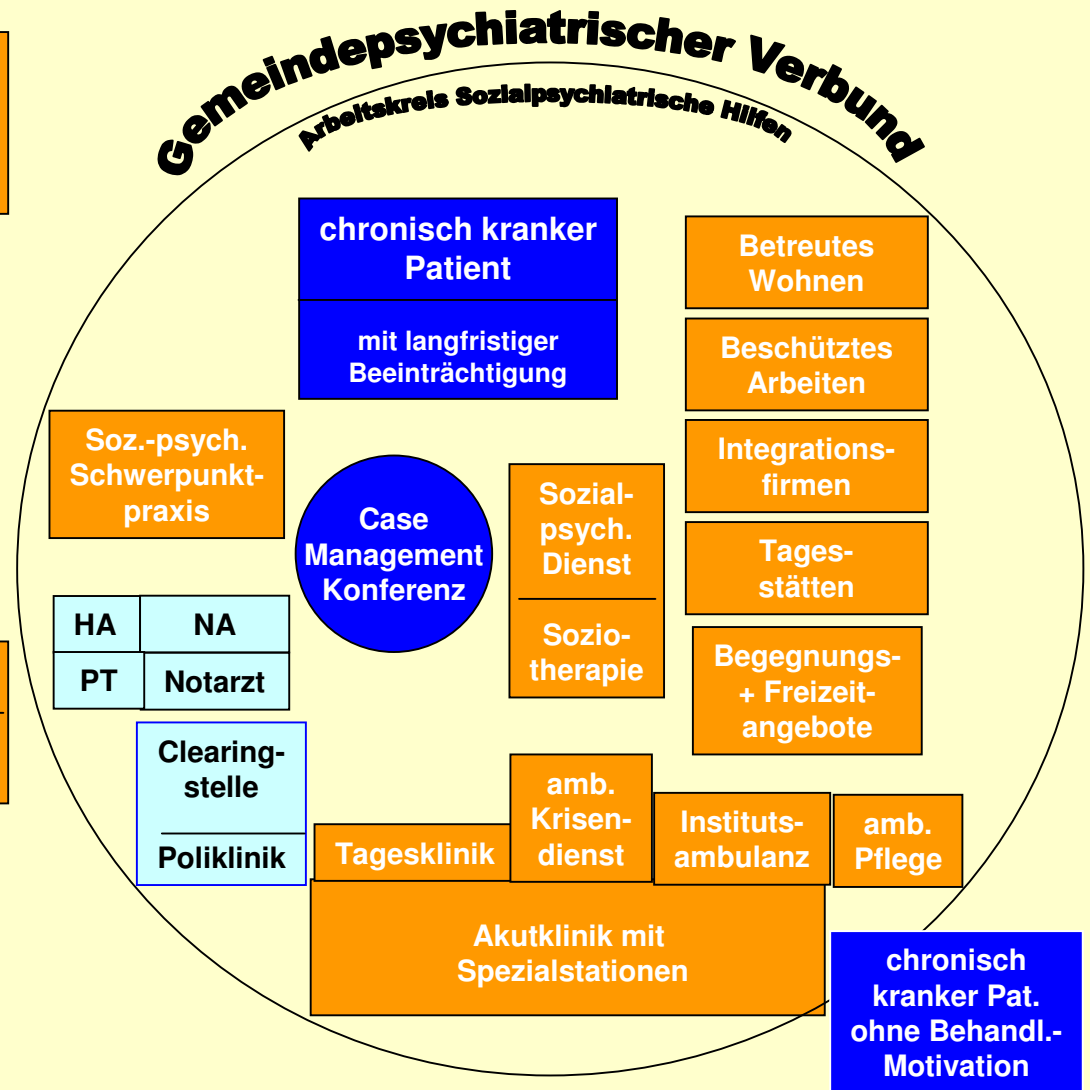 Gemeindepsychiatrischer Verbund
Arbeitskreis Sozialpsychiatrische Hilfen
chronisch kranker
Patient
mit langfristiger
Beeinträchtigung
Betreutes
Wohnen
Beschütztes
Arbeiten
Integrations-
firmen
Tages-
stätten
Begegnungs-
+ Freizeit-
angebote
Soz.-psych.
Schwerpunkt-
praxis
Case
Management
Konferenz
Sozial-
psych.
Dienst
Sozio-
therapie
HA
NA
PT
Notarzt
Clearing-
stelle
Poliklinik
Tagesklinik
amb.
Krisen-
dienst
Instituts-
ambulanz
amb.
Pflege
Akutklinik mit
Spezialstationen
chronisch
kranker Pat.
ohne Behandl.-
Motivation